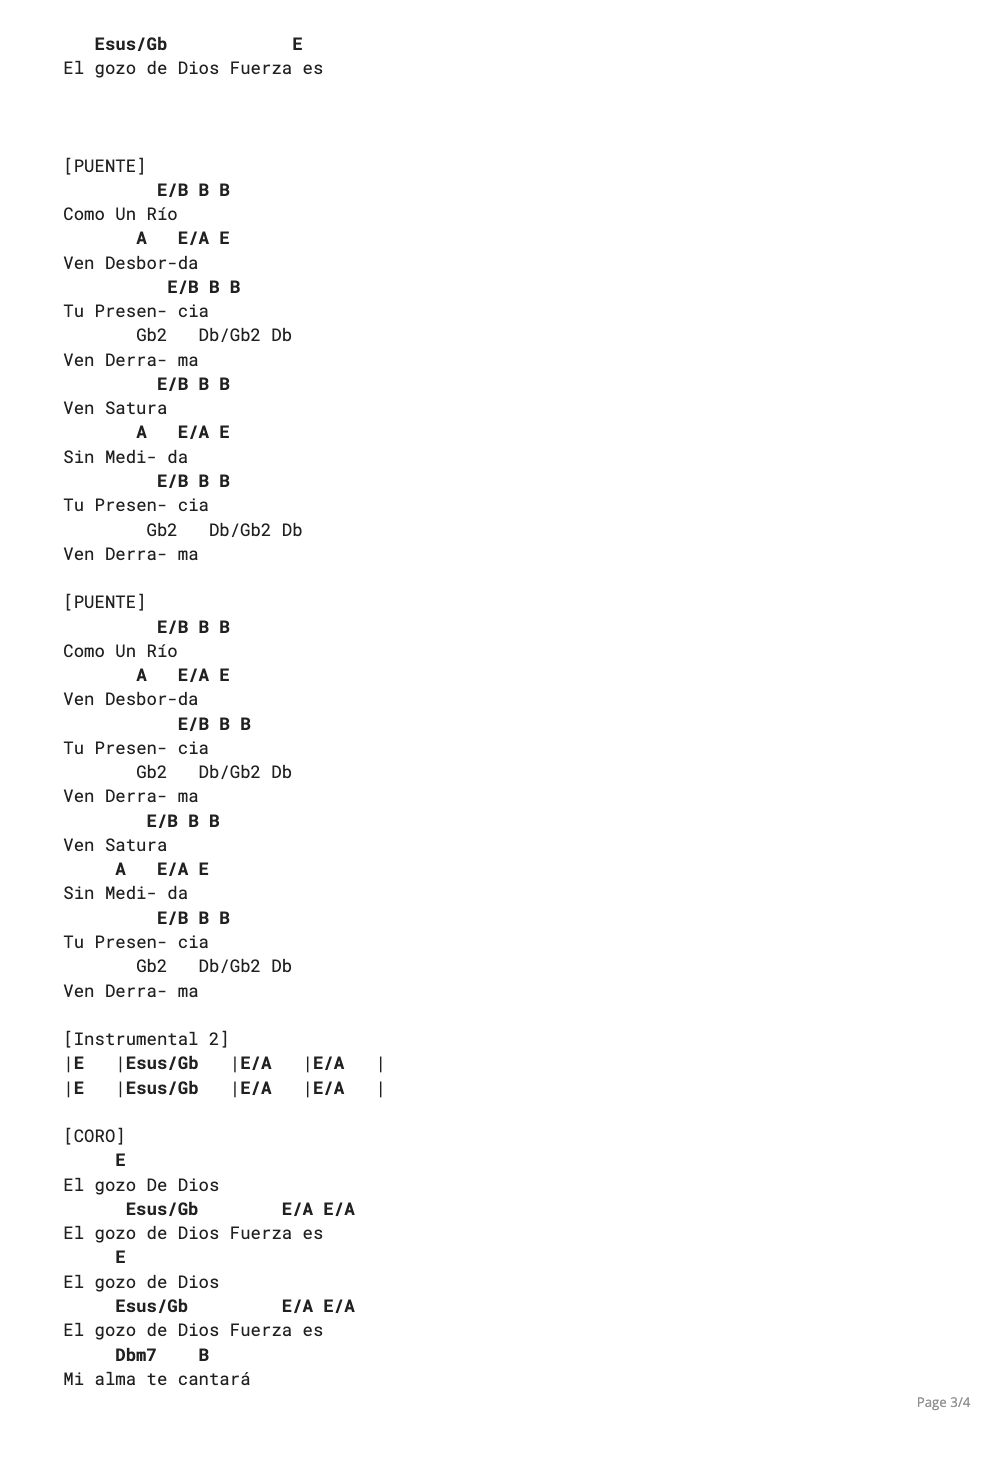 Esus/Gb            E
El gozo de Dios Fuerza es
[PUENTE]
         E/B B B
Como Un Río
       A   E/A E
Ven Desbor-da
          E/B B B
Tu Presen- cia
       Gb2   Db/Gb2 Db
Ven Derra- ma
         E/B B B
Ven Satura
       A   E/A E
Sin Medi- da
         E/B B B
Tu Presen- cia
        Gb2   Db/Gb2 Db
Ven Derra- ma
[PUENTE]
         E/B B B
Como Un Río
       A   E/A E
Ven Desbor-da
           E/B B B
Tu Presen- cia
       Gb2   Db/Gb2 Db
Ven Derra- ma
        E/B B B
Ven Satura
     A   E/A E
Sin Medi- da
         E/B B B
Tu Presen- cia
       Gb2   Db/Gb2 Db
Ven Derra- ma
[Instrumental 2]
|E   |Esus/Gb   |E/A   |E/A   |
|E   |Esus/Gb   |E/A   |E/A   |
[CORO]
     E
El gozo De Dios
      Esus/Gb        E/A E/A
El gozo de Dios Fuerza es
     E
El gozo de Dios
     Esus/Gb         E/A E/A
El gozo de Dios Fuerza es
     Dbm7    B
Mi alma te cantará
Page 3/4